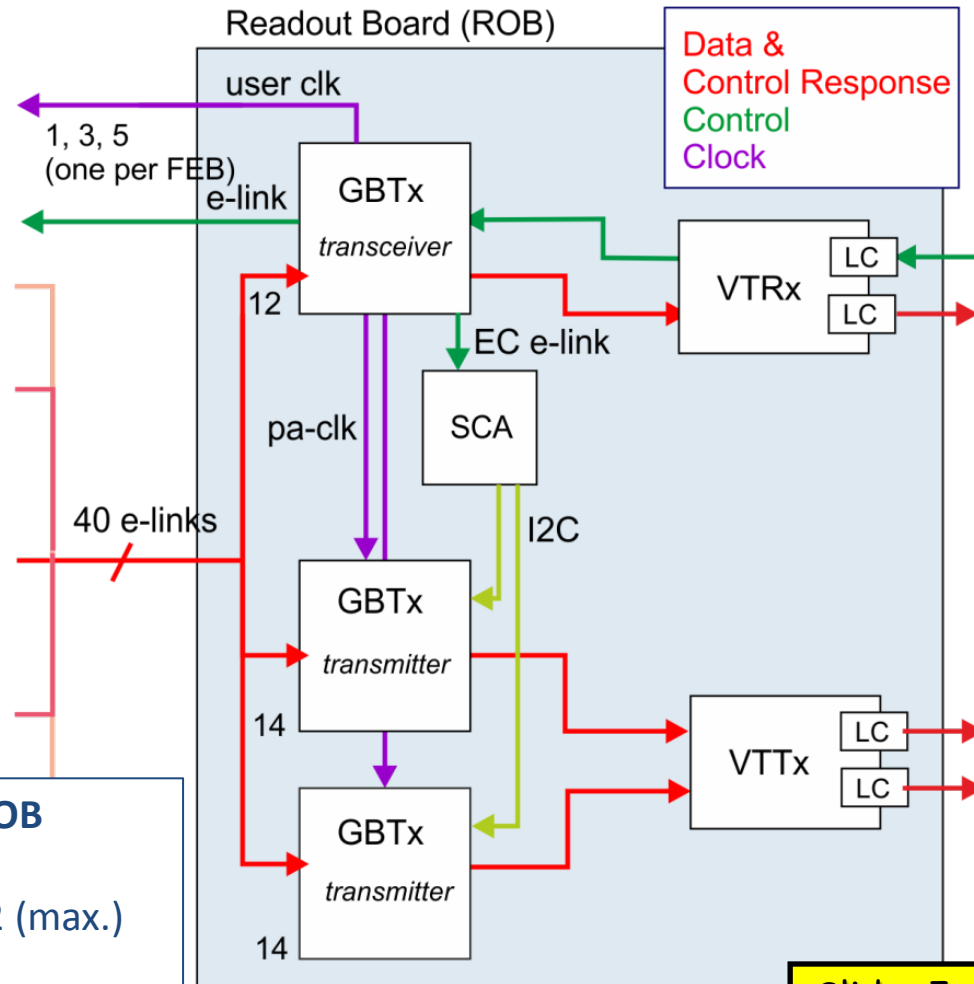 Readout Board (ROB)
Data &
Control Response
Control
Clock
user clk
1, 3, 5
(one per FEB)
e-link
GBTx
transceiver
12
VTRx
LC
LC
EC e-link
SCA
pa-clk
I2C
40 e-links
GBTx
transmitter
14
VTTx
LC
LC
GBTx
transmitter
14
(max.)